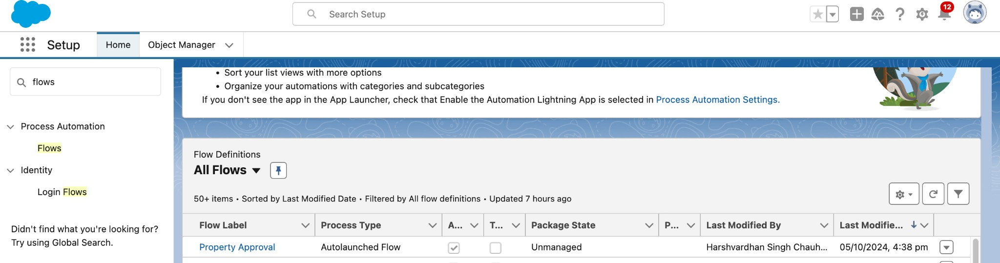 Search Setup
12
Setup
Home
Object Manager
flows
Process Automation
Flows
Identity
Login Flows
Didn't find what you're looking for?
Try using Global Search.
• Sort your list views with more options
• Organize your automations with categories and subcategories
If you don't see the app in the App Launcher, check that Enable the Automation Lightning App is selected in Process Automation Settings.
Flow Definitions
All Flows
50+ items • Sorted by Last Modified Date • Filtered by All flow definitions • Updated 7 hours ago
Flow Label Process Type A... T... Package State P... Last Modified By Last Modifie...
Property Approval Autolaunched Flow Unmanaged Harshvardhan Singh Chauh... 05/10/2024, 4:38 pm